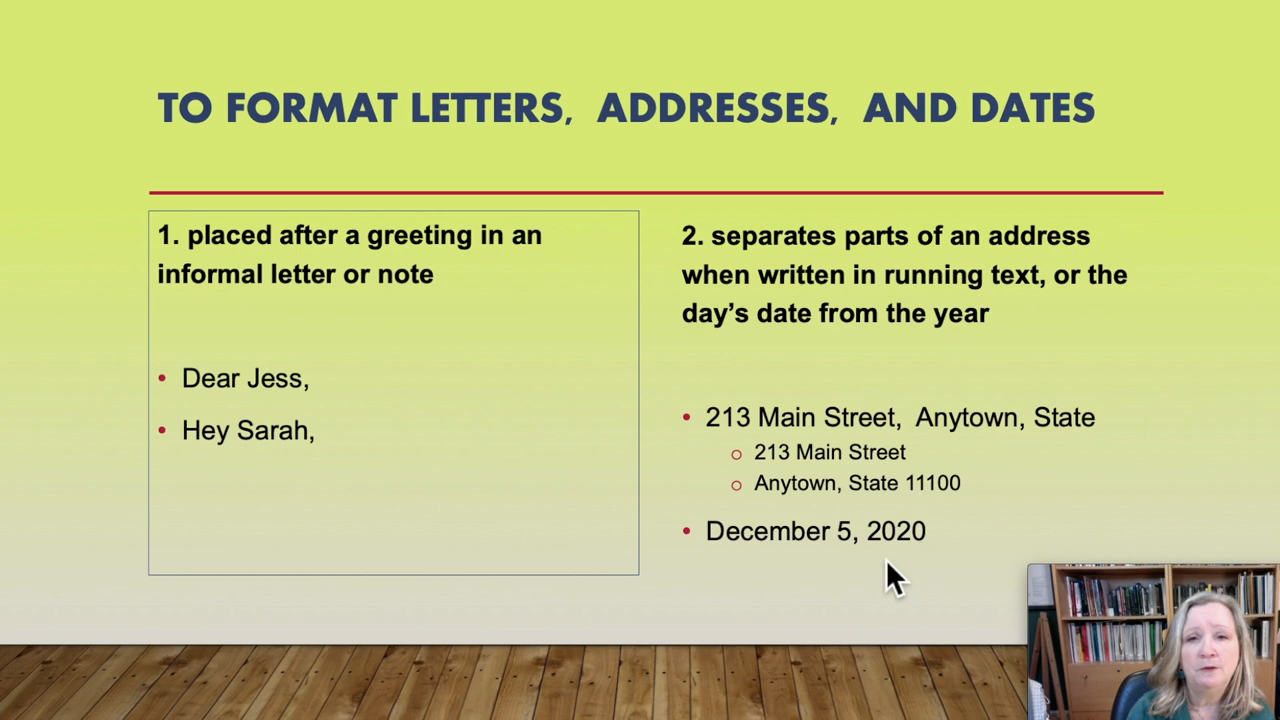 TO FORMAT LETTERS, ADDRESSES, AND DATES
1. placed after a greeting in an
informal letter or note
• Dear Jess,
• Hey Sarah,
2. separates parts of an address
when written in running text, or the
day’s date from the year
• 213 Main Street, Anytown, State
○ 213 Main Street
○ Anytown, State 11100
• December 5, 2020